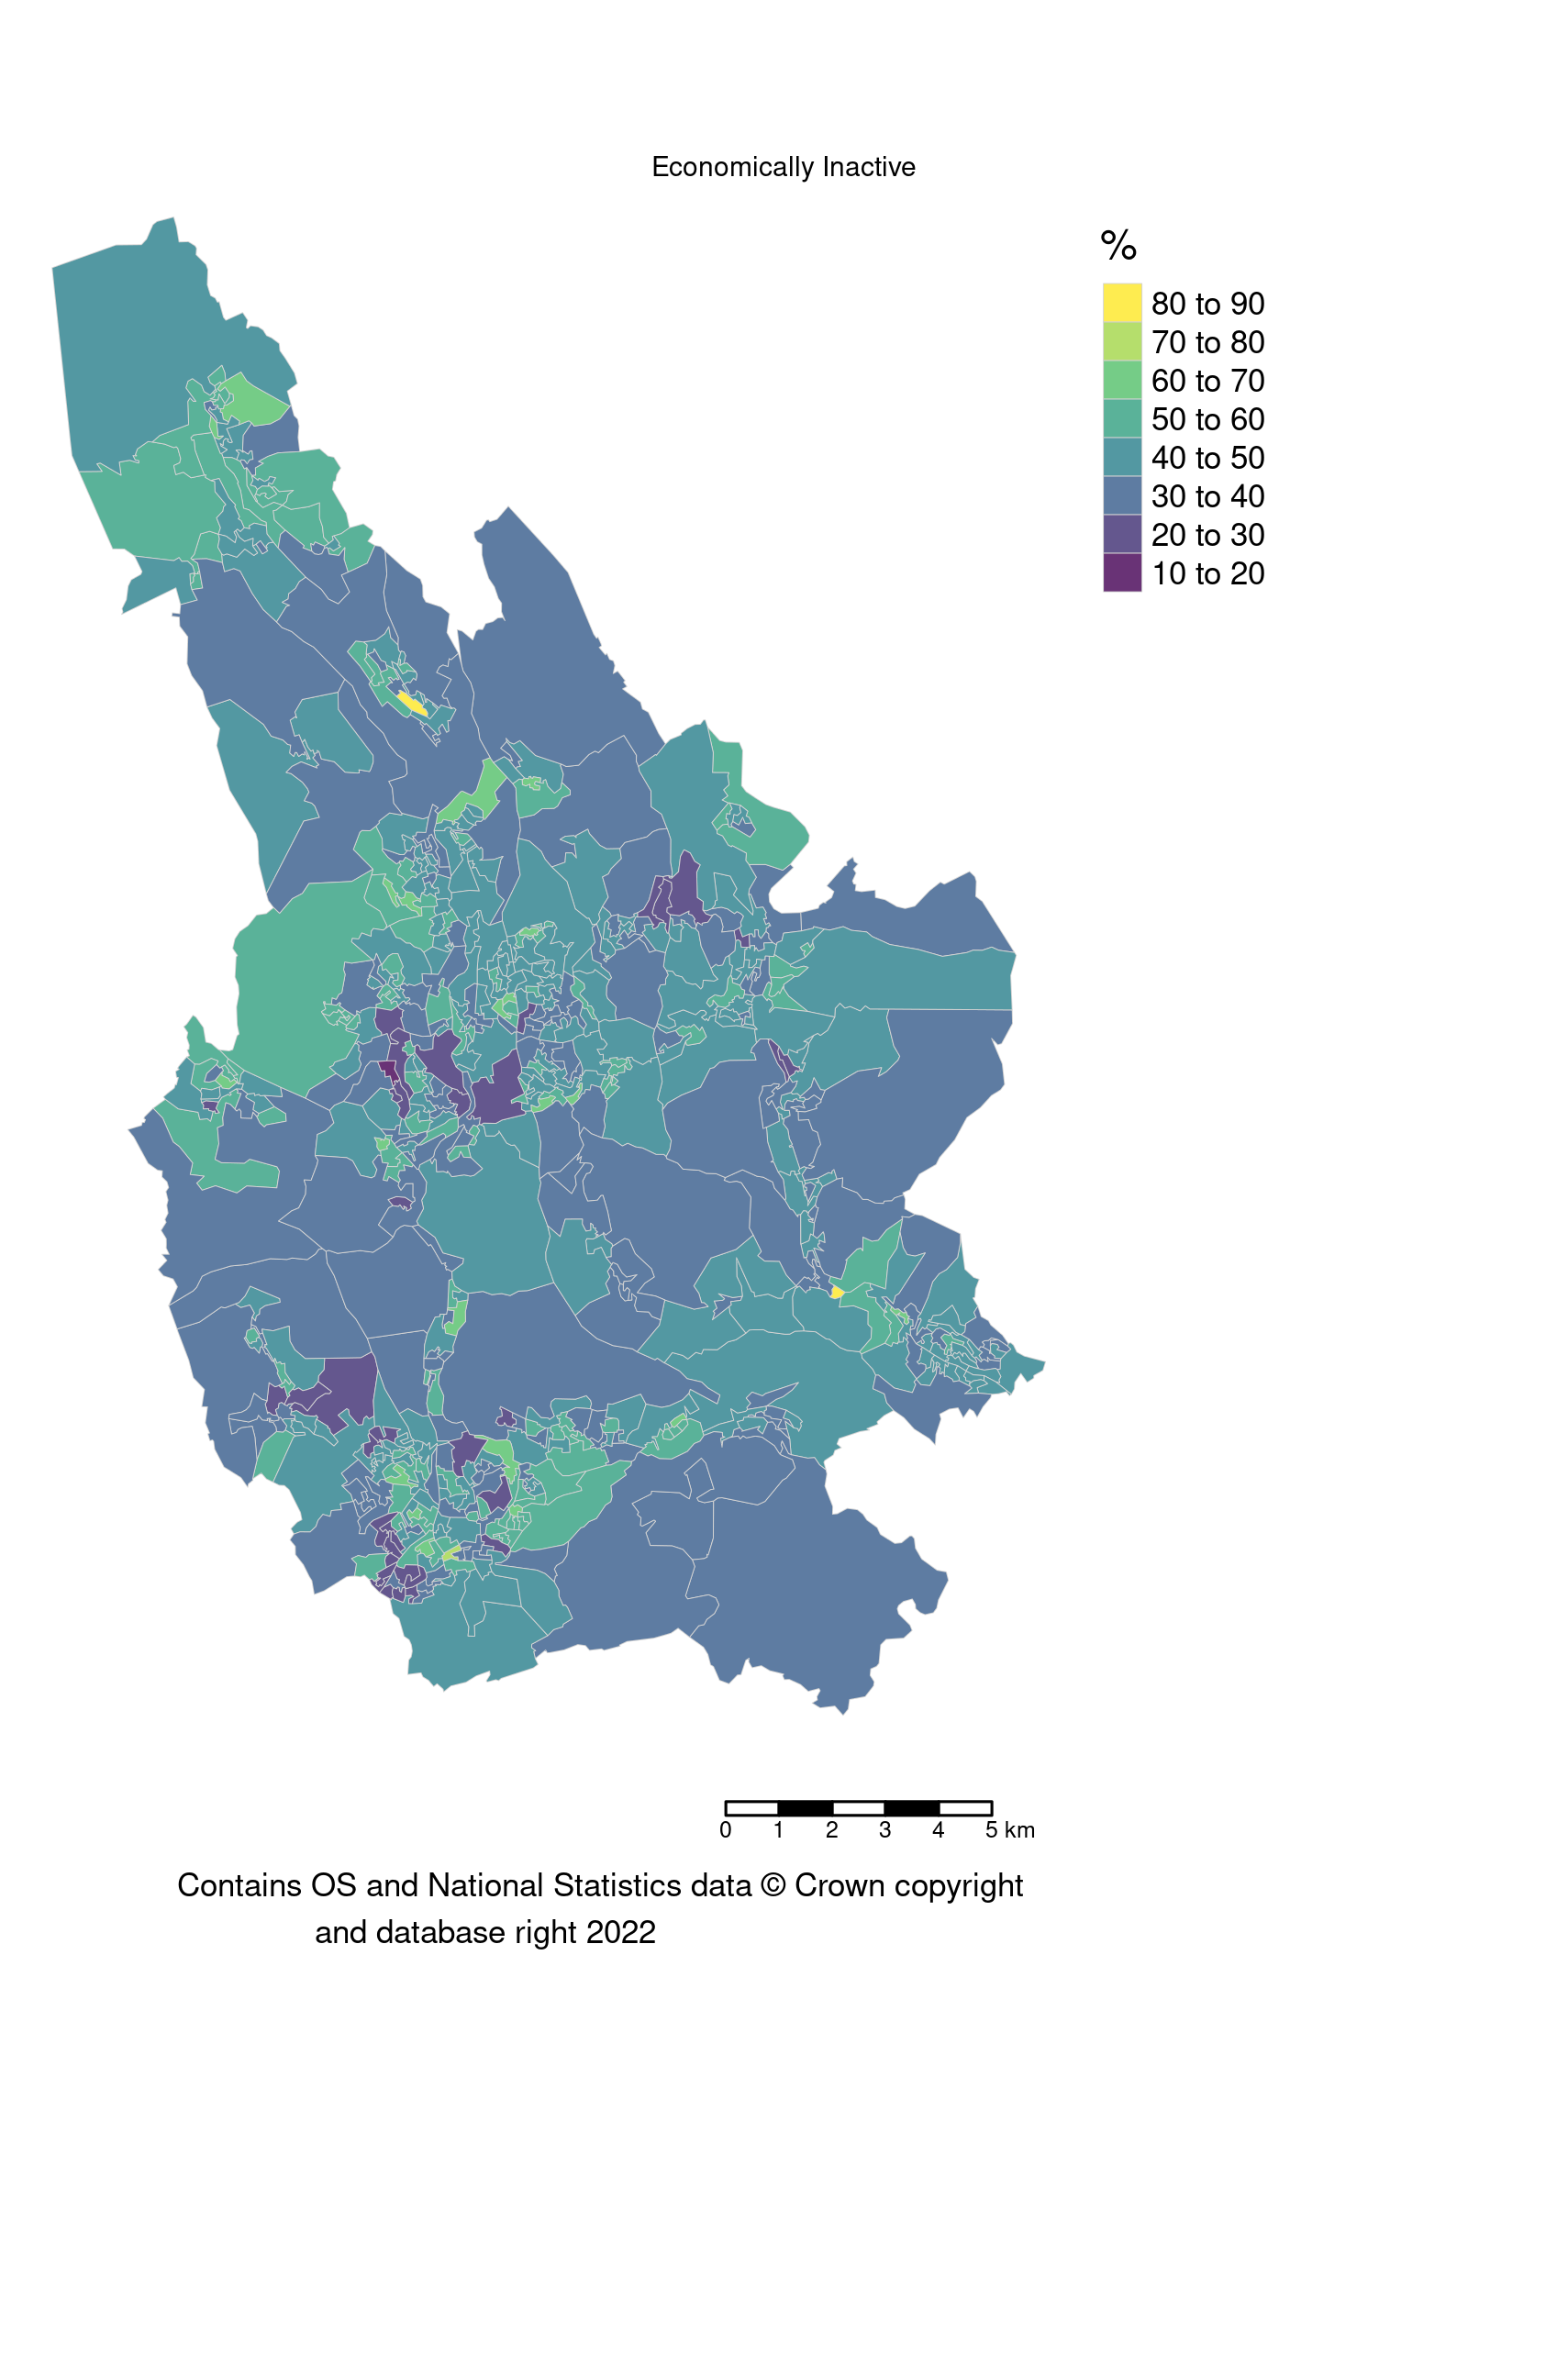 Economically Inactive
%
80 to 90
70 to 80
60 to 70
50 to 60
40 to 50
30 to 40
20 to 30
10 to 20
0 1 2 3 4 5 km
Contains OS and National Statistics data © Crown copyright
and database right 2022